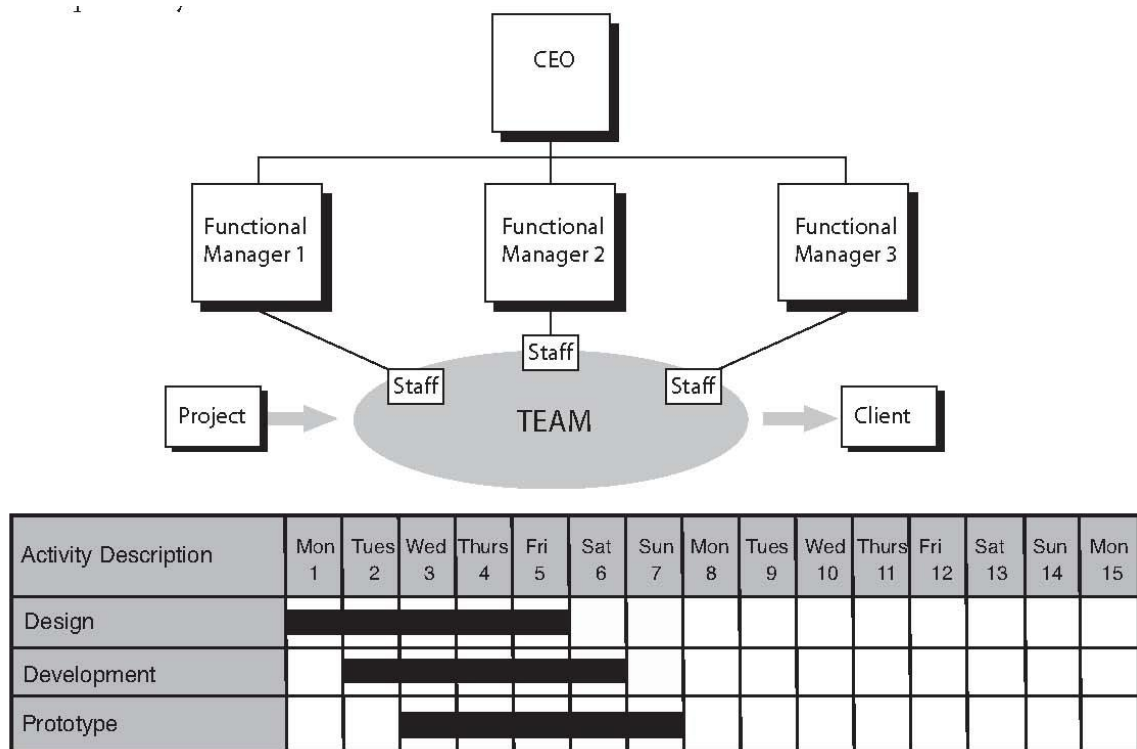 CEO
Functional
Manager 1
Functional
Manager 2
Functional
Manager 3
Staff
Staff
Staff
Project
TEAM
Client
Activity Description
Mon
1
Tues
2
Wed
3
Thurs
4
Fri
5
Sat
6
Sun
7
Mon
8
Tues
9
Wed
10
Thurs
11
Fri
12
Sat
13
Sun
14
Mon
15
Design
Development
Prototype